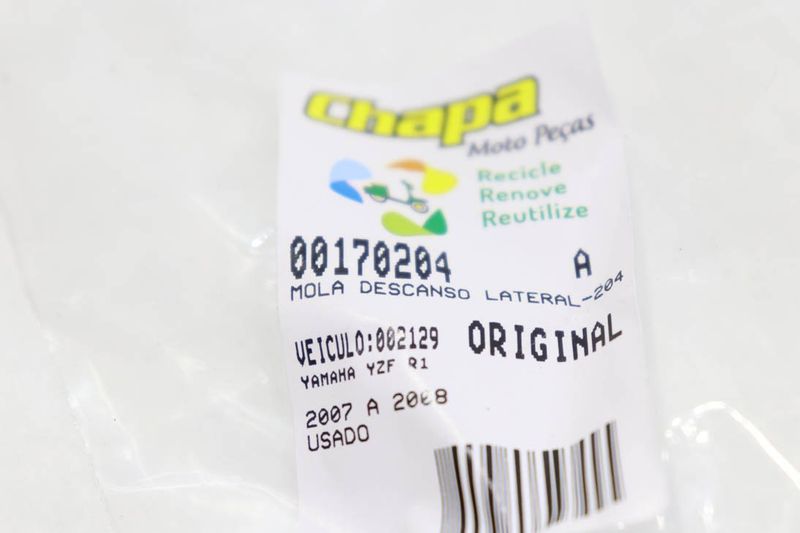 chapa
Moto Peças
Recicle
Renove
Reutilize
00170204 A
MOLA DESCANSO LATERAL-204
VEICULO:002129 ORIGINAL
YAMAHA YZF R1
2007 A 2008
USADO